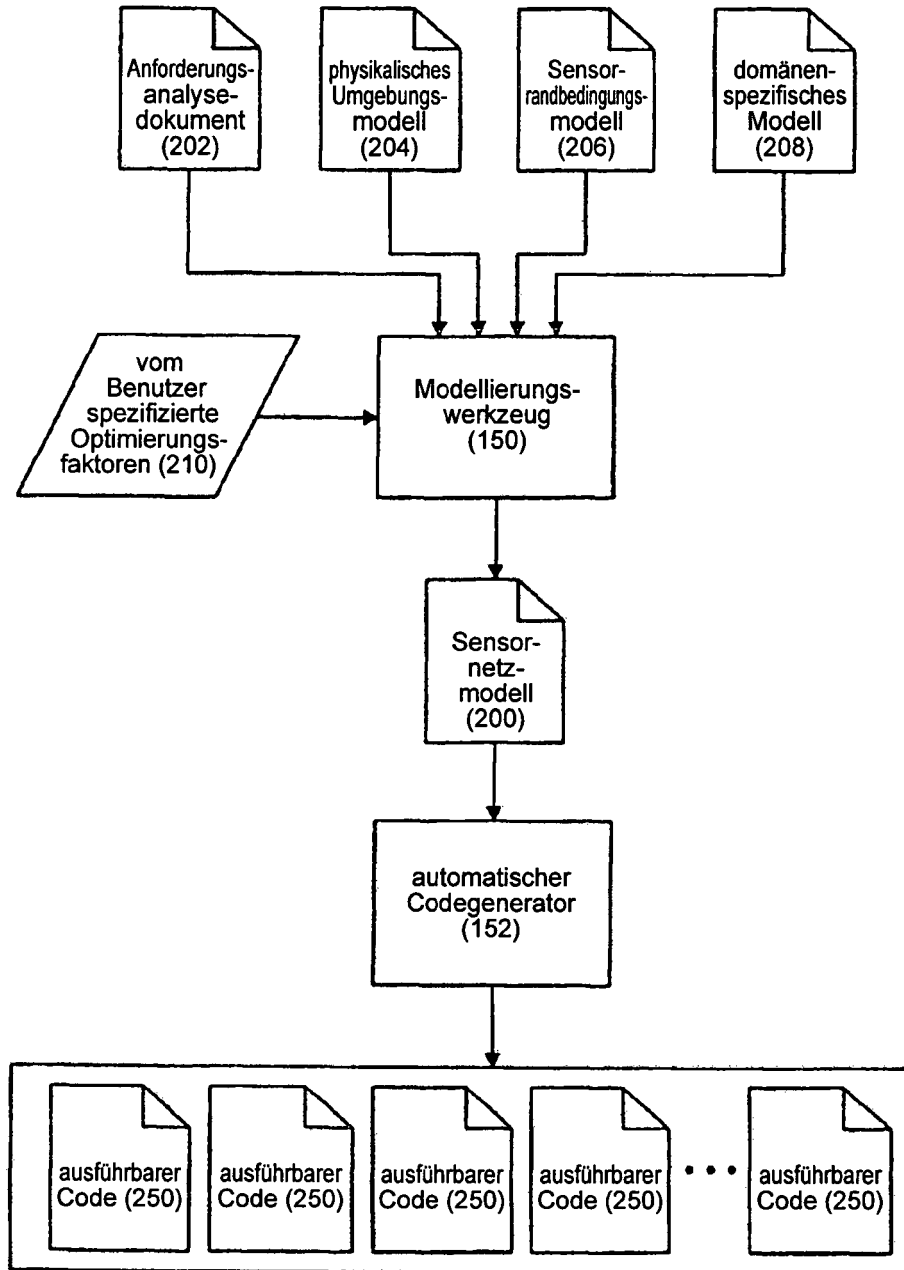 Anforderungs-
analyse-
dokument
(202)
physikalisches
Umgebungs-
modell
(204)
Sensor-
randbedingungs-
modell
(206)
domänen-
spezifisches
Modell
(208)
vom
Benutzer
spezifizierte
Optimierungs-
faktoren (210)
Modellierungs-
werkzeug
(150)
Sensor-
netz-
modell
(200)
automatischer
Codegenerator
(152)
ausführbarer
Code (250)
ausführbarer
Code (250)
ausführbarer
Code (250)
ausführbarer
Code (250)
• • •
ausführbarer
Code (250)